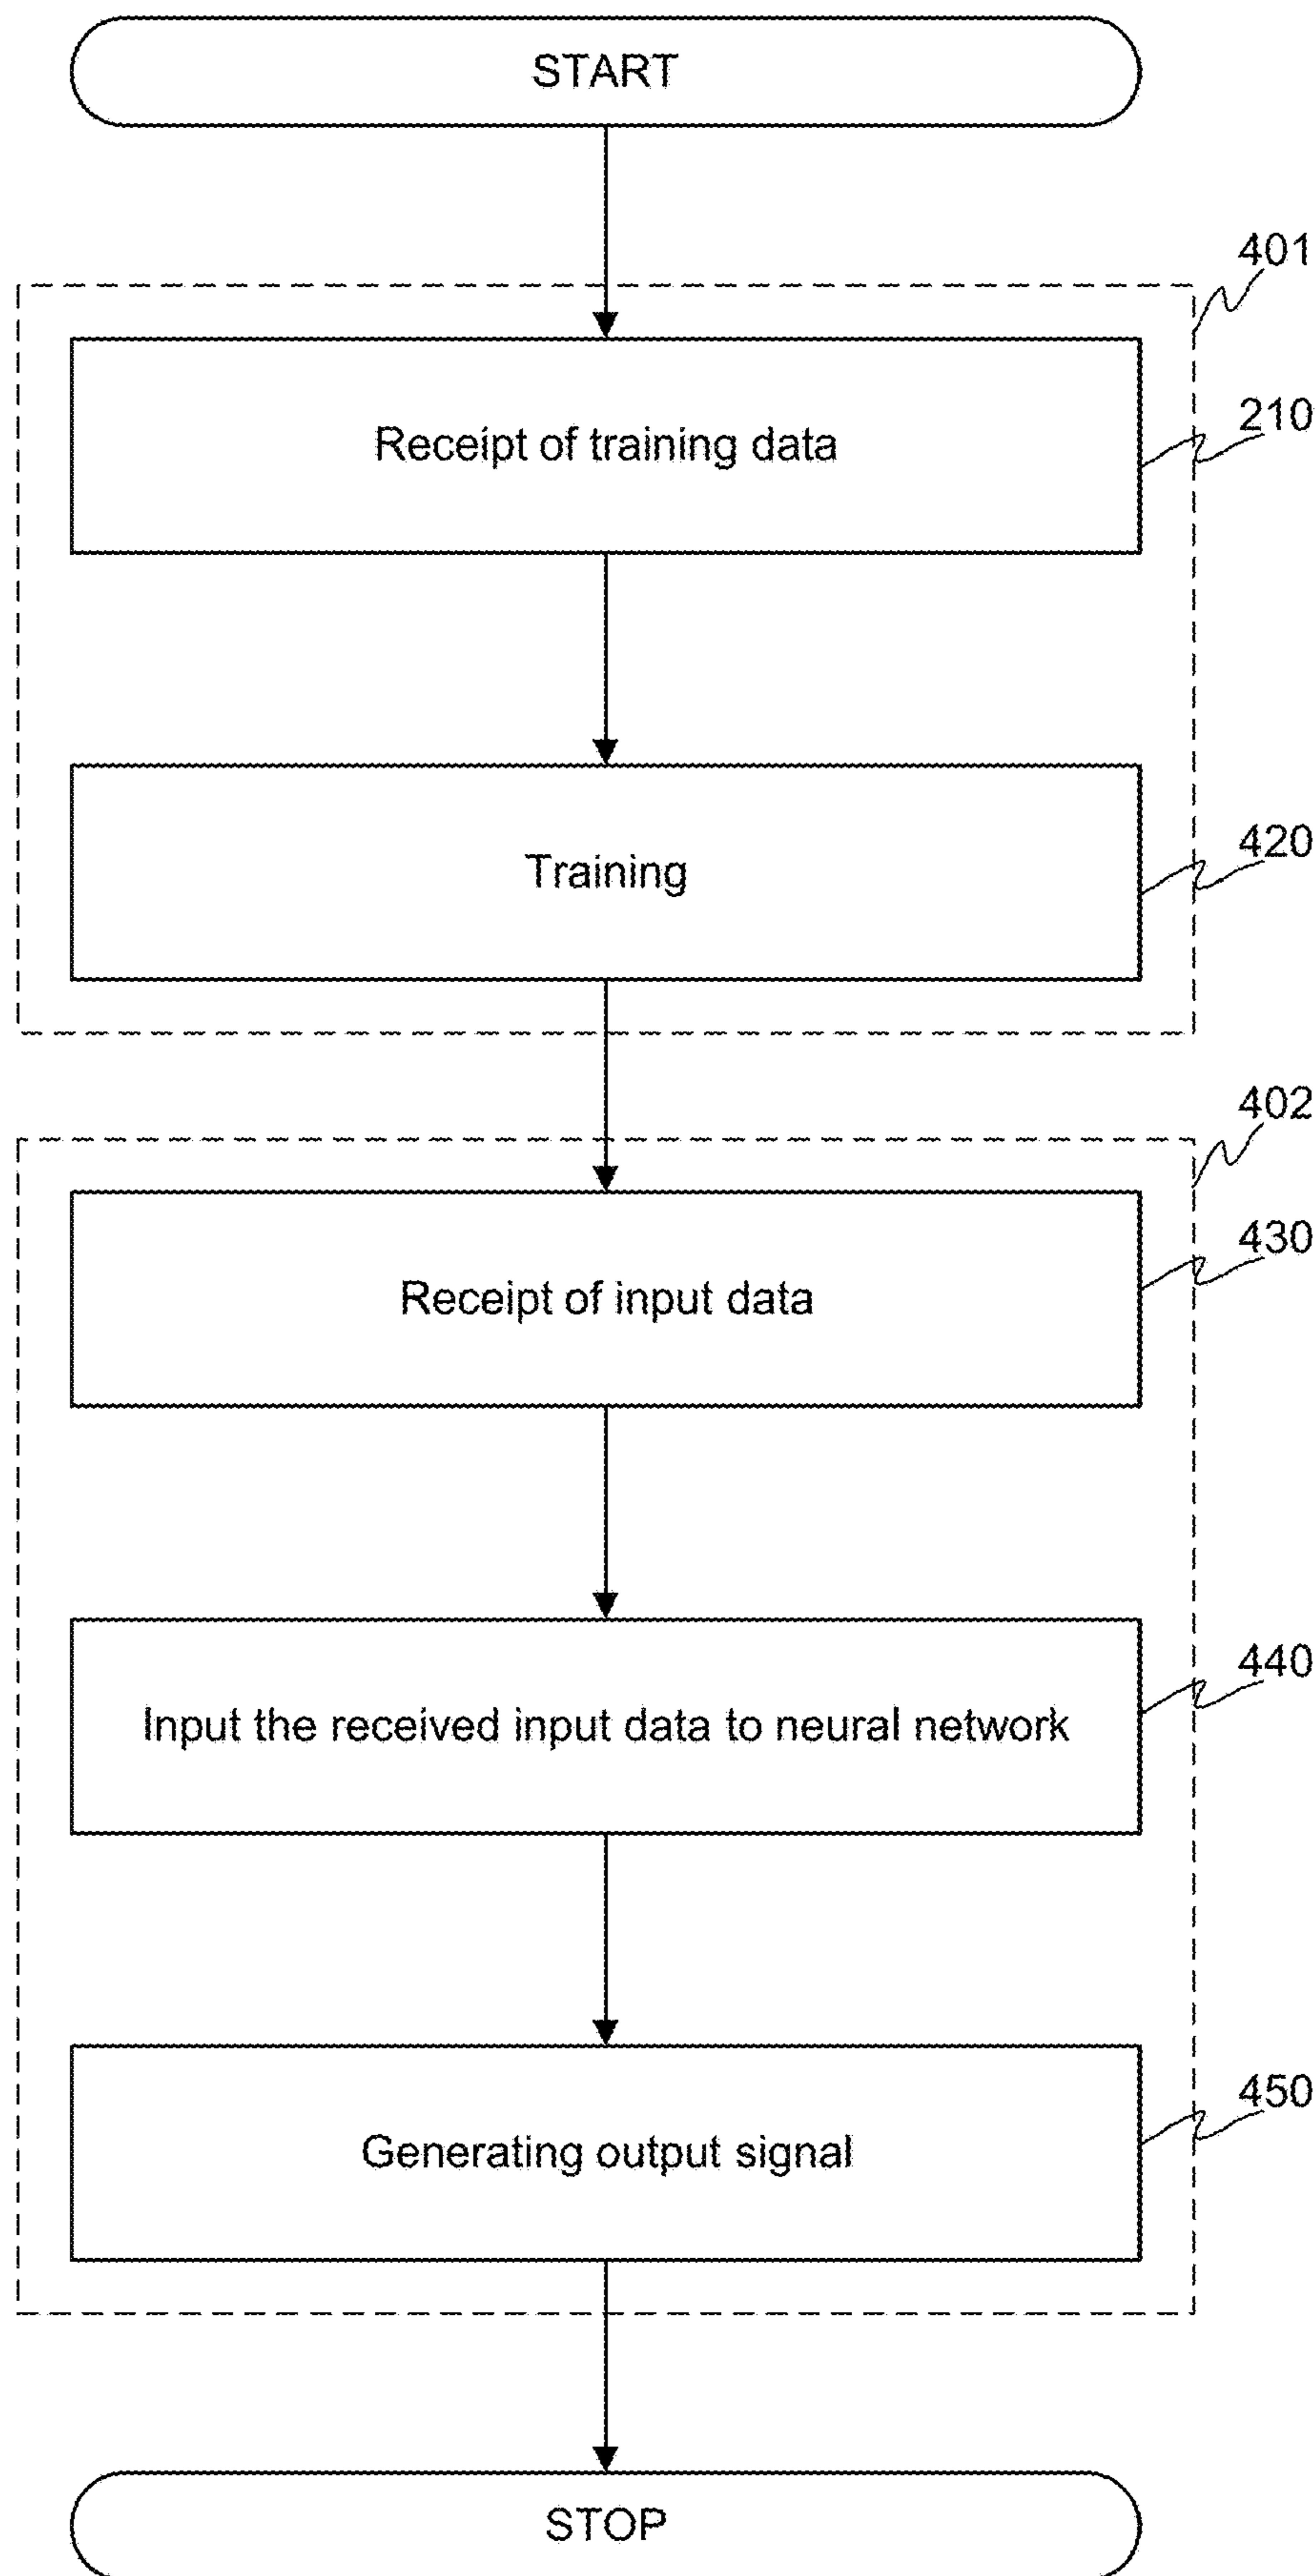 START
401
Receipt of training data
210
Training
420
402
Receipt of input data
430
Input the received input data to neural network
440
Generating output signal
450
STOP